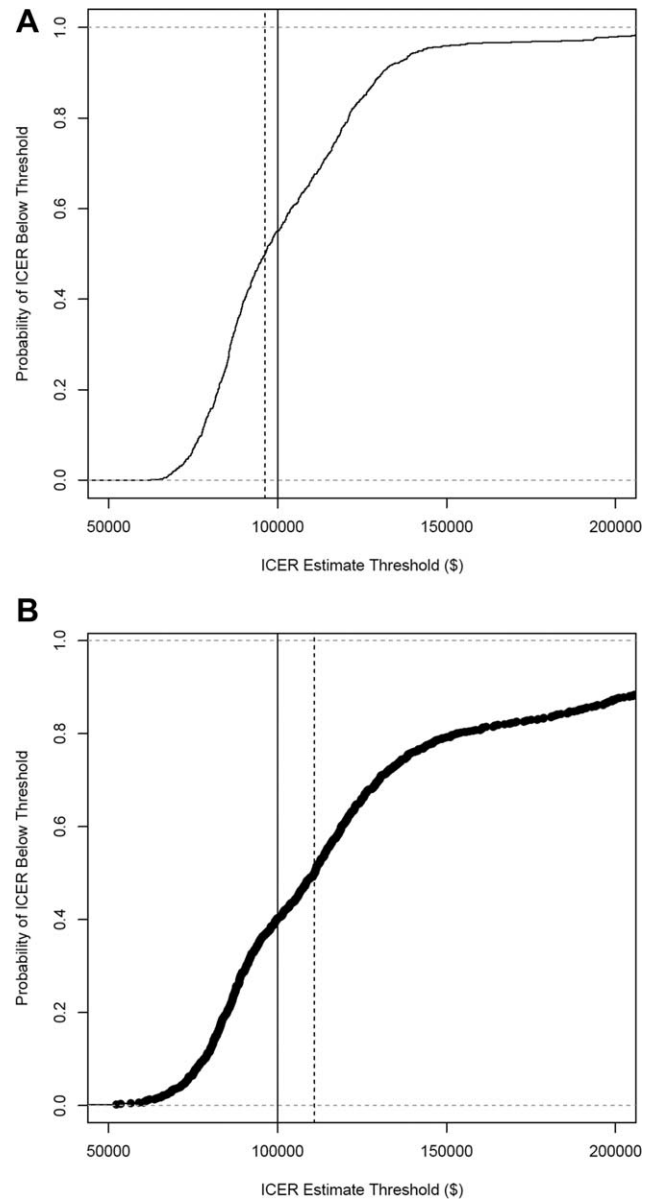 A
1.0
0.8
0.6
0.4
0.2
0.0
Probability of ICER Below Threshold
50000 100000 150000 200000
ICER Estimate Threshold ($)
B
1.0
0.8
0.6
0.4
0.2
0.0
Probability of ICER Below Threshold
50000 100000 150000 200000
ICER Estimate Threshold ($)